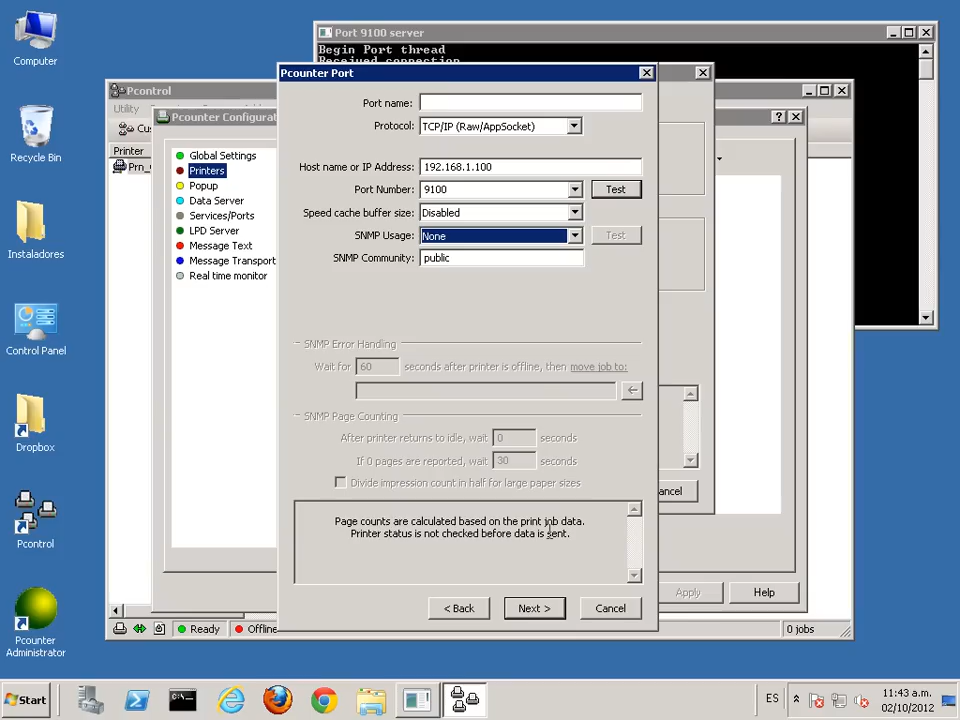 Computer
Recycle Bin
Instaladores
Control Panel
Dropbox
Pcontrol
Pcounter
Administrator
Port 9100 server
Begin Port thread
Received connection
Pcontrol
Utility
Printer
Pcounter Configurat
Global Settings
Printers
Popup
Data Server
Services/Ports
LPD Server
Message Text
Message Transport
Real time monitor
Pcounter Port
Port name:
Protocol: TCP/IP (Raw/AppSocket)
Host name or IP Address: 192.168.1.100
Port Number: 9100 Test
Speed cache buffer size: Disabled
SNMP Usage: None Test
SNMP Community: public
SNMP Error Handling
Wait for 60 seconds after printer is offline, then move job to:
SNMP Page Counting
After printer returns to idle, wait 0 seconds
If 0 pages are reported, wait 30 seconds
Divide impression count in half for large paper sizes
Page counts are calculated based on the print job data.
Printer status is not checked before data is sent.
< Back Next > Cancel
ancel
Apply Help
Ready Offline 0 jobs
Start ES 11:43 a.m.
02/10/2012